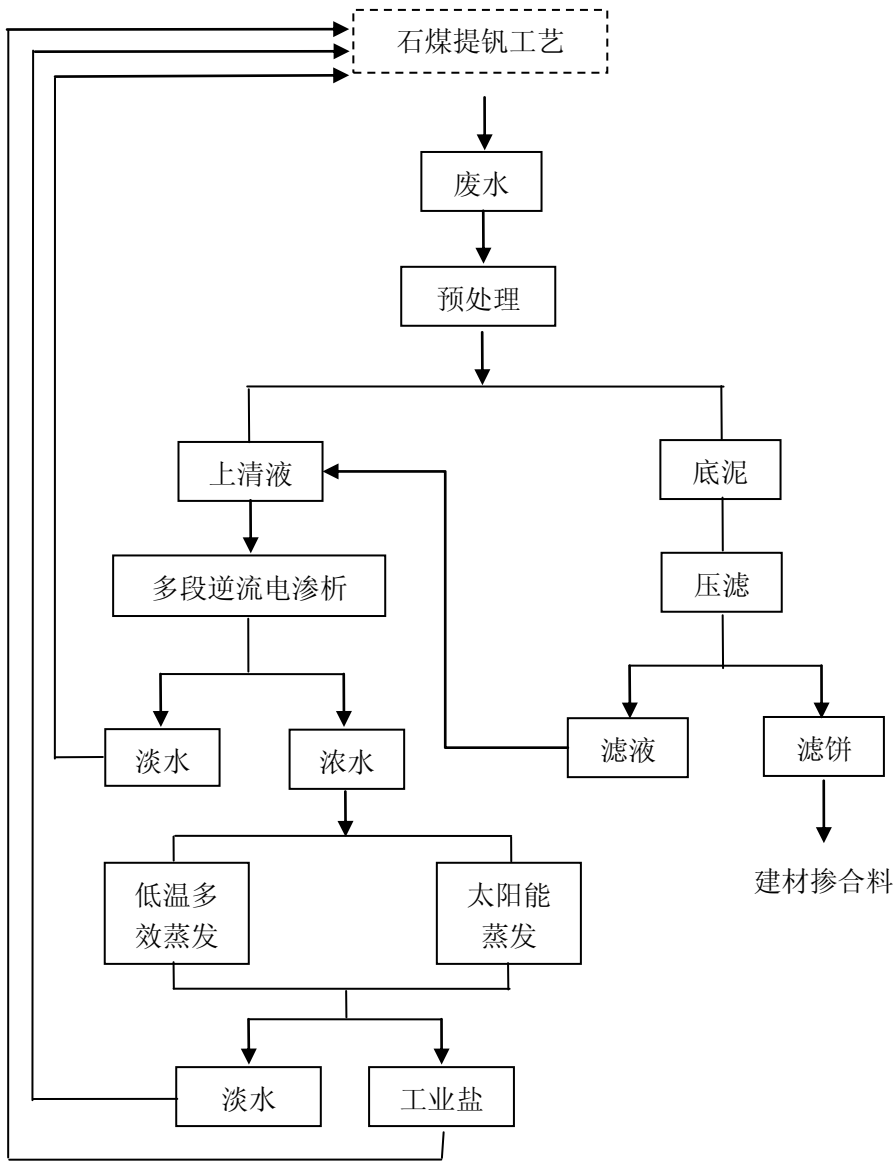 石煤提钒工艺
废水
预处理
上清液
底泥
多段逆流电渗析
压滤
淡水
浓水
滤液
滤饼
低温多
效蒸发
太阳能
蒸发
建材掺合料
淡水
工业盐